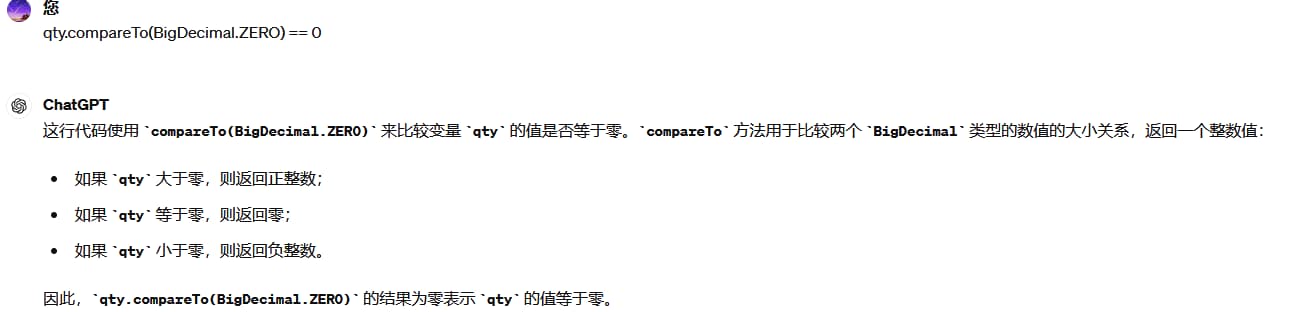 您
qty.compareTo(BigDecimal.ZERO) == 0
ChatGPT
这行代码使用 `compareTo(BigDecimal.ZERO)` 来比较变量 `qty` 的值是否等于零。`compareTo` 方法用于比较两个 `BigDecimal` 类型的数值的大小关系，返回一个整数值：
• 如果 `qty` 大于零，则返回正整数；
• 如果 `qty` 等于零，则返回零；
• 如果 `qty` 小于零，则返回负整数。
因此，`qty.compareTo(BigDecimal.ZERO)` 的结果为零表示 `qty` 的值等于零。